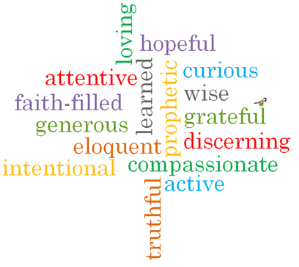 loving
hopeful
attentive
learned
prophetic
curious
faith-filled
wise
generous
grateful
eloquent
discerning
intentional
compassionate
truthful
active